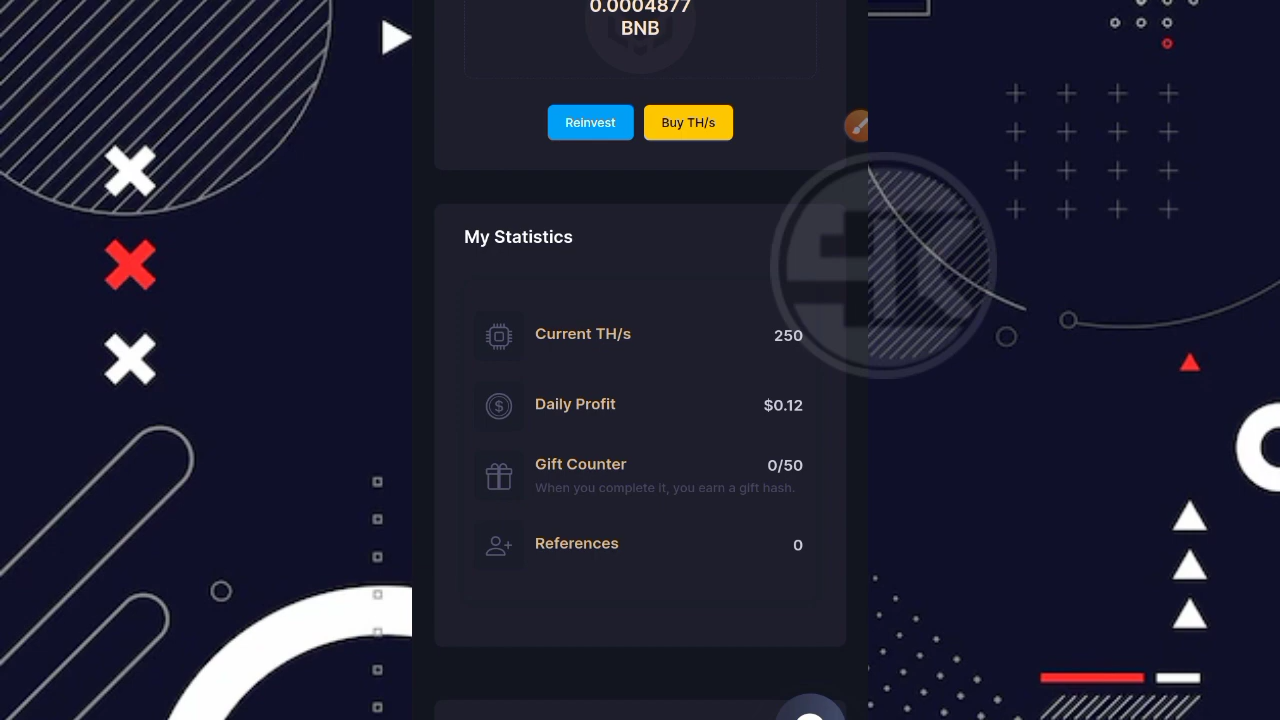 0.0004877
BNB
Reinvest
Buy TH/s
My Statistics
Current TH/s
250
Daily Profit
$0.12
Gift Counter
0/50
When you complete it, you earn a gift hash.
References
0